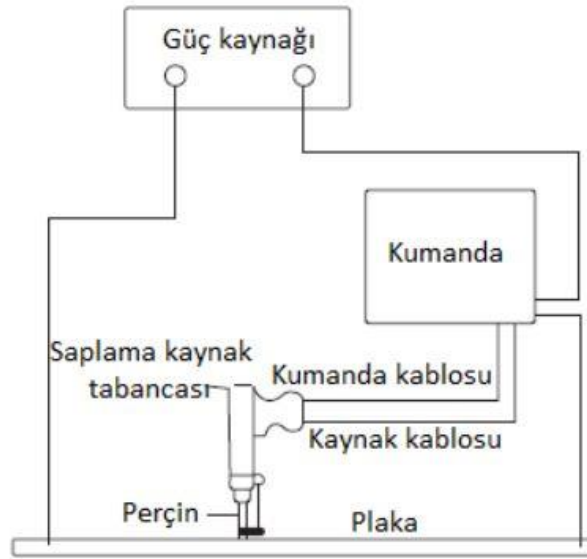 Güç kaynağı
Kumanda
Saplama kaynak
tabancası
Kumanda kablosu
Kaynak kablosu
Perçin
Plaka